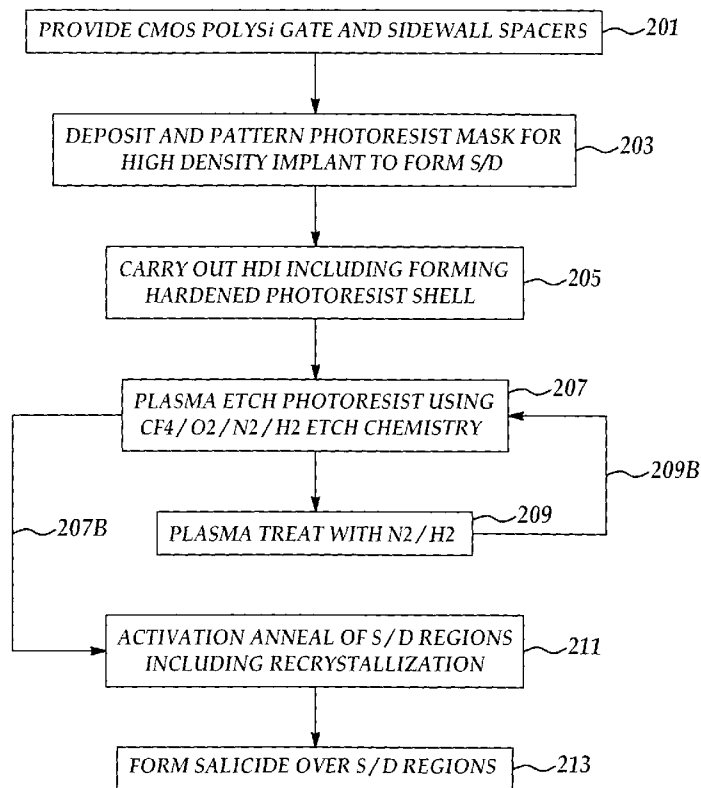 PROVIDE CMOS POLYSi GATE AND SIDEWALL SPACERS
201
DEPOSIT AND PATTERN PHOTORESIST MASK FOR
HIGH DENSITY IMPLANT TO FORM S/D
203
CARRY OUT HDI INCLUDING FORMING
HARDENED PHOTORESIST SHELL
205
PLASMA ETCH PHOTORESIST USING
CF4/O2/N2/H2 ETCH CHEMISTRY
207
209B
207B
PLASMA TREAT WITH N2/H2
209
ACTIVATION ANNEAL OF S/D REGIONS
INCLUDING RECRYSTALLIZATION
211
FORM SALICIDE OVER S/D REGIONS
213